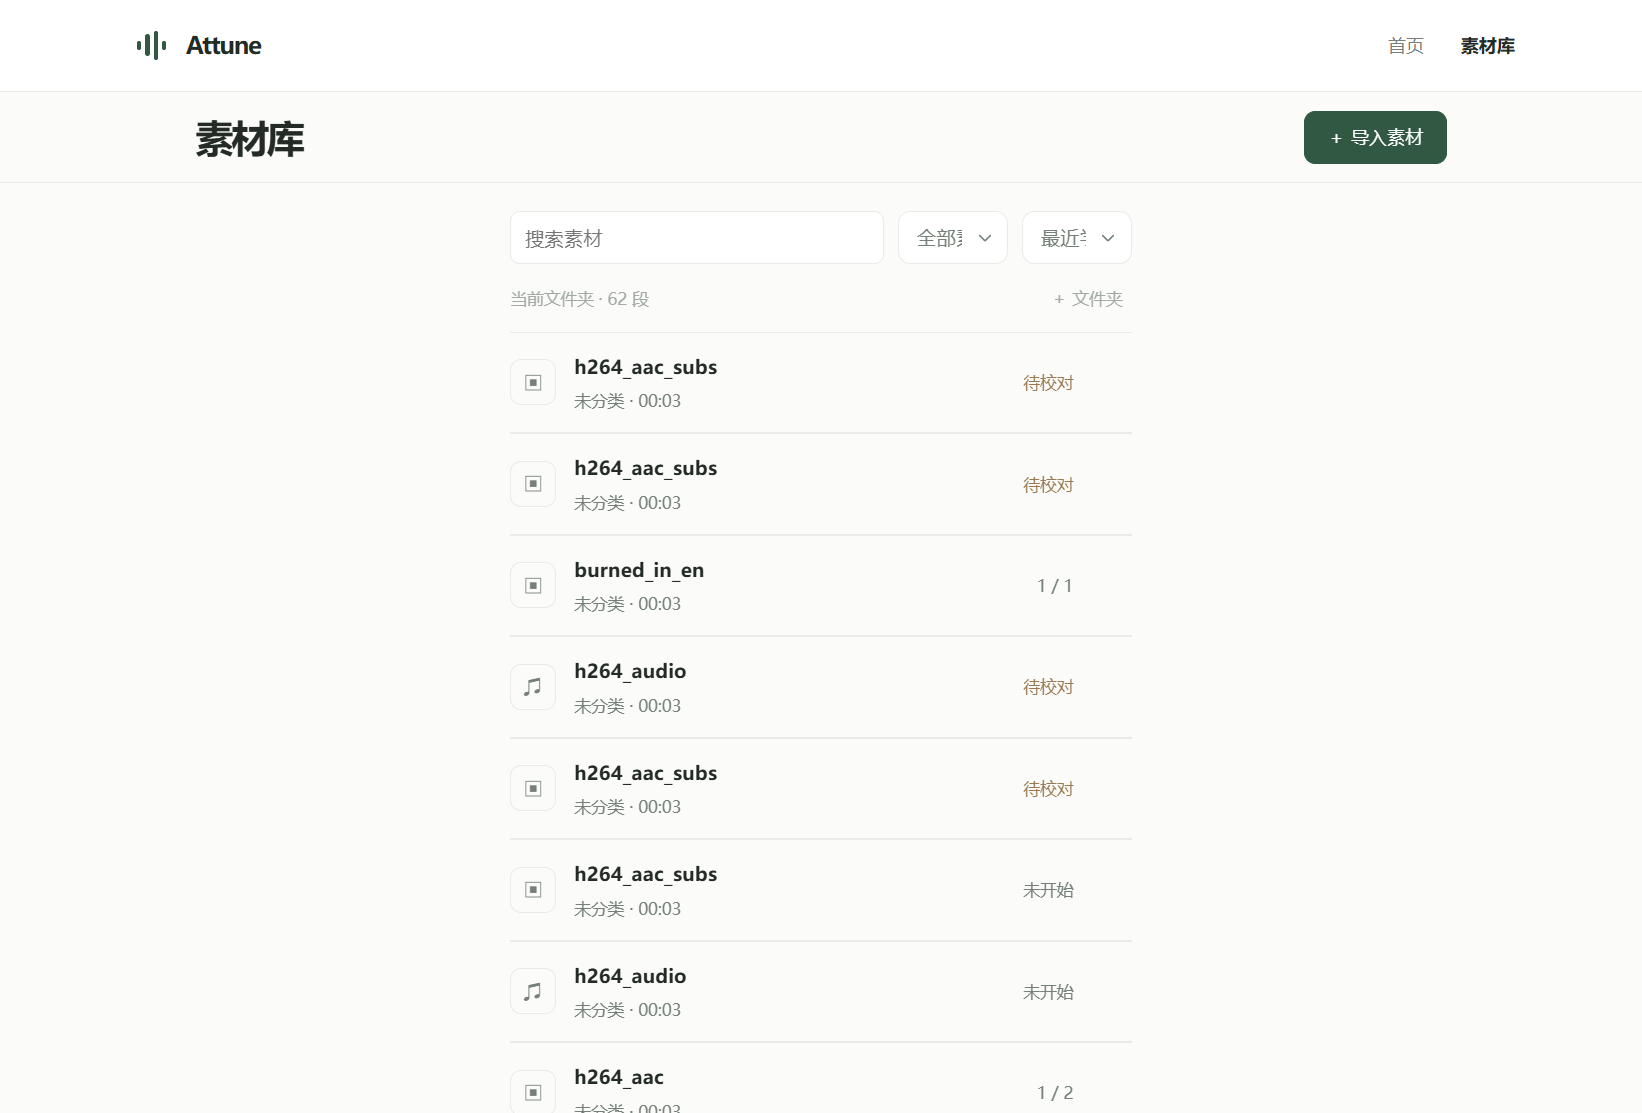 Attune
首页
素材库
素材库
+ 导入素材
搜索素材
全部
最近
当前文件夹 · 62 段
+ 文件夹
h264_aac_subs
未分类 · 00:03
待校对
h264_aac_subs
未分类 · 00:03
待校对
burned_in_en
未分类 · 00:03
1 / 1
h264_audio
未分类 · 00:03
待校对
h264_aac_subs
未分类 · 00:03
待校对
h264_aac_subs
未分类 · 00:03
未开始
h264_audio
未分类 · 00:03
未开始
h264_aac
未分类 · 00:03
1 / 2